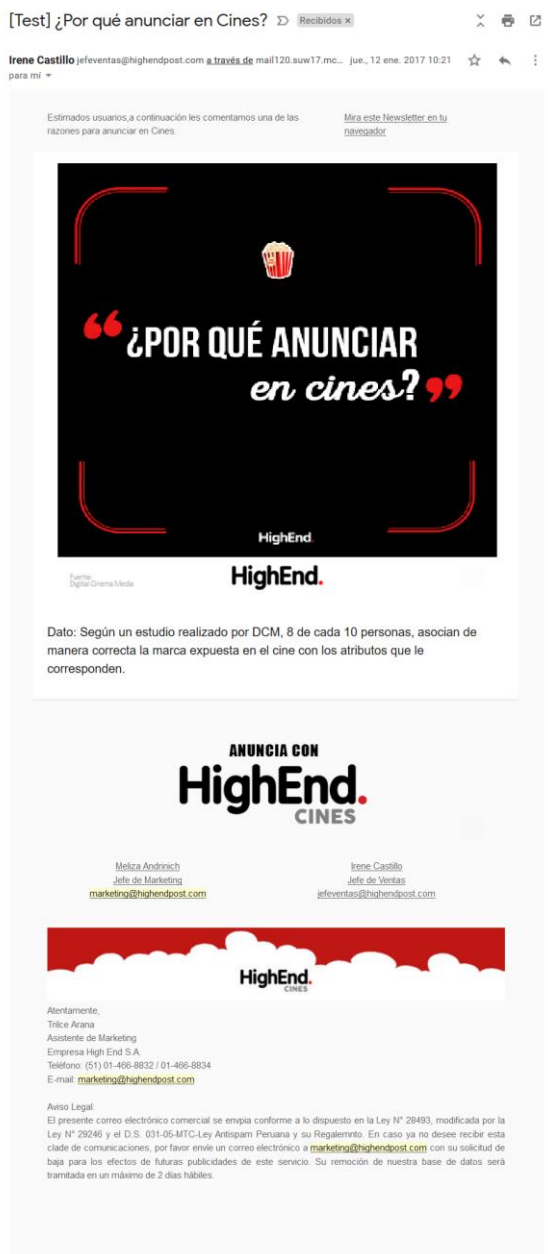 [Test] ¿Por qué anunciar en Cines? Recibidos x
Irene Castillo jefeventas@highendpost.com a través de mail120.suw17.mc... jue., 12 ene. 2017 10:21
para mí
Estimados usuarios,a continuación les comentamos una de las
razones para anunciar en Cines.
Mira este Newsletter en tu
navegador
“¿POR QUÉ ANUNCIAR
en cines?”
HighEnd.
Fuente
Digital Cinema Media
HighEnd.
Dato: Según un estudio realizado por DCM, 8 de cada 10 personas, asocian de
manera correcta la marca expuesta en el cine con los atributos que le
corresponden.
ANUNCIA CON
HighEnd.
CINES
Meliza Andrinich
Jefe de Marketing
marketing@highendpost.com
Irene Castillo
Jefe de Ventas
jefeventas@highendpost.com
HighEnd.
CINES
Atentamente,
Trilce Arana
Asistente de Marketing
Empresa High End S.A.
Teléfono: (51) 01-466-8832 / 01-466-8834
E-mail: marketing@highendpost.com
Aviso Legal:
El presente correo electrónico comercial se envpia conforme a lo dispuesto en la Ley N° 28493, modificada por la
Ley N° 29246 y el D.S. 031-05-MTC-Ley Antispam Peruana y su Regalemnto. En caso ya no desee recibir esta
clade de comunicaciones, por favor envíe un correo electrónico a marketing@highendpost.com con su solicitud de
baja para los efectos de futuras publicidades de este servicio. Su remoción de nuestra base de datos será
tramitada en un máximo de 2 días hábiles.